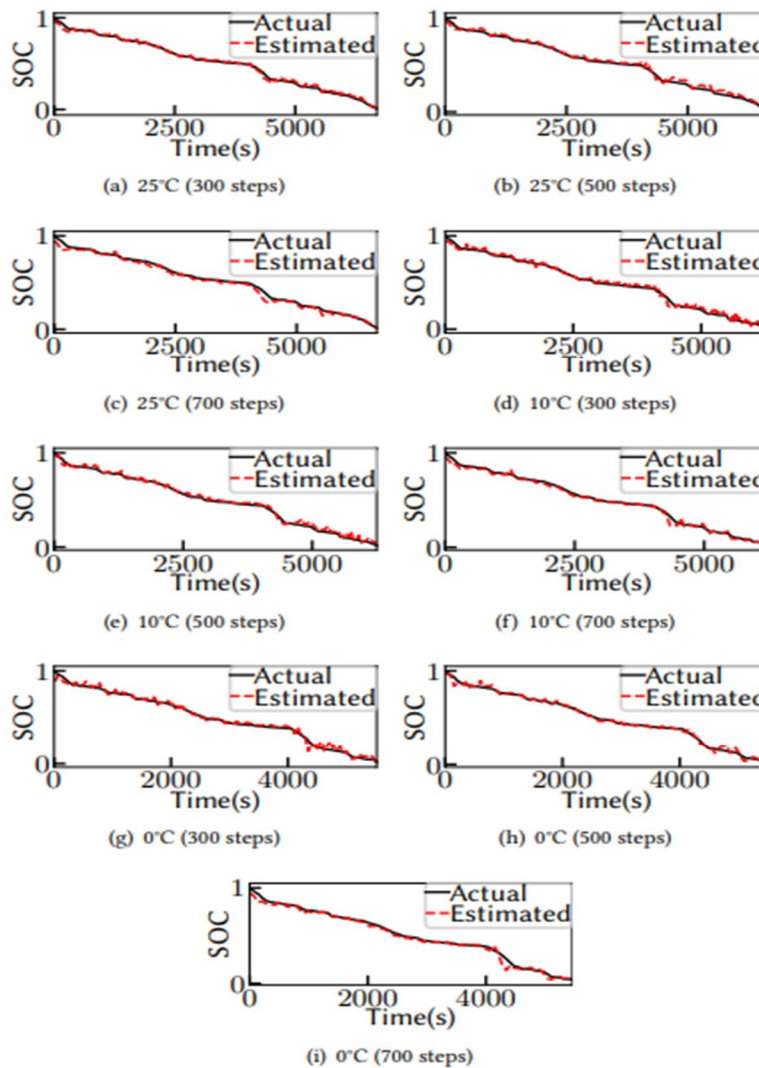 1
Actual
Estimated
SOC
0
0 2500 5000
Time(s)
(a) 25°C (300 steps)
1
Actual
Estimated
SOC
0
0 2500 5000
Time(s)
(b) 25°C (500 steps)
1
Actual
Estimated
SOC
0
0 2500 5000
Time(s)
(c) 25°C (700 steps)
1
Actual
Estimated
SOC
0
0 2500 5000
Time(s)
(d) 10°C (300 steps)
1
Actual
Estimated
SOC
0
0 2500 5000
Time(s)
(e) 10°C (500 steps)
1
Actual
Estimated
SOC
0
0 2500 5000
Time(s)
(f) 10°C (700 steps)
1
Actual
Estimated
SOC
0
0 2000 4000
Time(s)
(g) 0°C (300 steps)
1
Actual
Estimated
SOC
0
0 2000 4000
Time(s)
(h) 0°C (500 steps)
1
Actual
Estimated
SOC
0
0 2000 4000
Time(s)
(i) 0°C (700 steps)